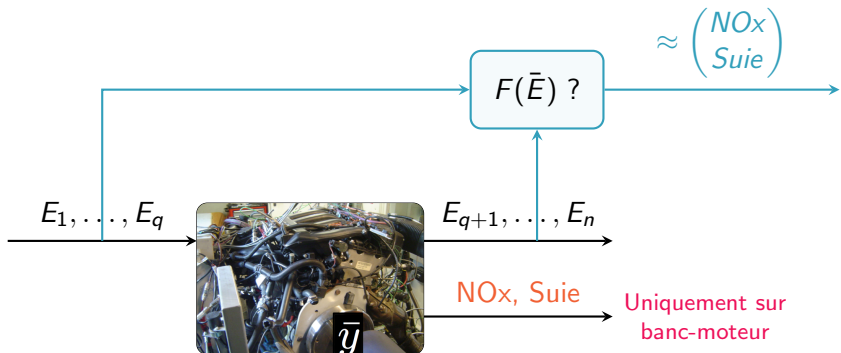 ≈ (NOx
Suie)
F(Ē) ?
E₁, . . . , E_q
E_{q+1}, . . . , E_n
NOx, Suie
Uniquement sur
banc-moteur
ȳ